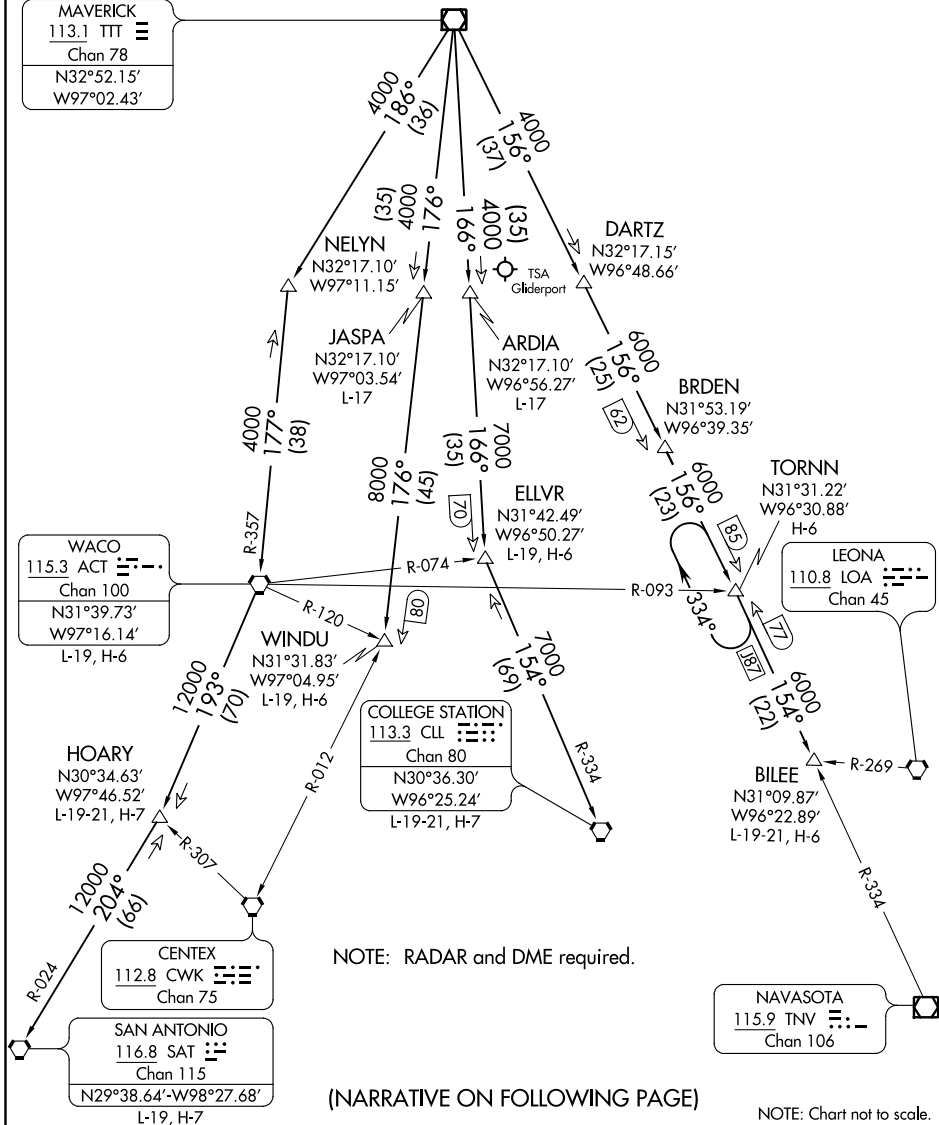 MAVERICK
113.1 TTT
Chan 78
N32°52.15'
W97°02.43'
4000
186°
(36)
(35)
4000
176°
166°
4000
(35)
4000
156°
(37)
NELYN
N32°17.10'
W97°11.15'
TSA
Gliderport
DARTZ
N32°17.15'
W96°48.66'
JASPA
N32°17.10'
W97°03.54'
L-17
ARDIA
N32°17.10'
W96°56.27'
L-17
6000
156°
(25)
62
BRDEN
N31°53.19'
W96°39.35'
4000
177°
(38)
8000
176°
(45)
7000
166°
(35)
70
ELLVR
N31°42.49'
W96°50.27'
L-19, H-6
6000
156°
(23)
85
TORNN
N31°31.22'
W96°30.88'
H-6
R-357
WACO
115.3 ACT
Chan 100
N31°39.73'
W97°16.14'
L-19, H-6
R-074
R-093
R-120
80
WINDU
N31°31.83'
W97°04.95'
L-19, H-6
LEONA
110.8 LOA
Chan 45
334°
77
J87
6000
154°
(22)
7000
154°
(69)
12000
193°
(70)
COLLEGE STATION
113.3 CLL
Chan 80
N30°36.30'
W96°25.24'
L-19-21, H-7
R-334
R-012
R-269
BILEE
N31°09.87'
W96°22.89'
L-19-21, H-6
HOARY
N30°34.63'
W97°46.52'
L-19-21, H-7
R-307
R-334
12000
204°
(66)
R-024
CENTEX
112.8 CWK
Chan 75
NOTE: RADAR and DME required.
NAVASOTA
115.9 TNV
Chan 106
SAN ANTONIO
116.8 SAT
Chan 115
N29°38.64'-W98°27.68'
L-19, H-7
(NARRATIVE ON FOLLOWING PAGE)
NOTE: Chart not to scale.